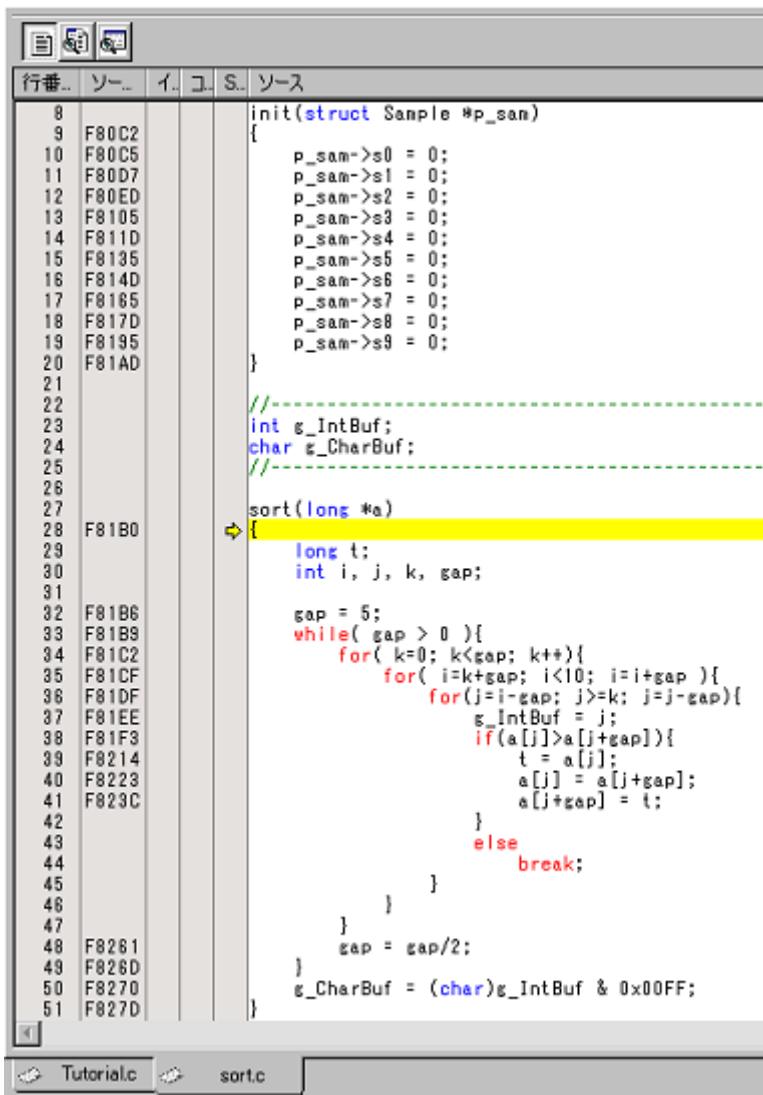 行番... ソー... イ.. コ.. S.. ソース
8 init(struct Sample *p_sam)
9 F80C2 {
10 F80C5 p_sam->s0 = 0;
11 F80D7 p_sam->s1 = 0;
12 F80ED p_sam->s2 = 0;
13 F8105 p_sam->s3 = 0;
14 F811D p_sam->s4 = 0;
15 F8135 p_sam->s5 = 0;
16 F814D p_sam->s6 = 0;
17 F8165 p_sam->s7 = 0;
18 F817D p_sam->s8 = 0;
19 F8195 p_sam->s9 = 0;
20 F81AD }
21
22 //--------------------------------------------
23 int g_IntBuf;
24 char g_CharBuf;
25 //--------------------------------------------
26
27 sort(long *a)
28 F81B0 {
29 long t;
30 int i, j, k, gap;
31
32 F81B6 gap = 5;
33 F81B9 while( gap > 0 ){
34 F81C2 for( k=0; k<gap; k++){
35 F81CF for( i=k+gap; i<10; i=i+gap ){
36 F81DF for(j=i-gap; j>=k; j=j-gap){
37 F81EE g_IntBuf = j;
38 F81F3 if(a[j]>a[j+gap]){
39 F8214 t = a[j];
40 F8223 a[j] = a[j+gap];
41 F823C a[j+gap] = t;
42 }
43 else
44 break;
45 }
46 }
47 }
48 F8261 gap = gap/2;
49 F826D }
50 F8270 g_CharBuf = (char)g_IntBuf & 0x00FF;
51 F827D }
Tutorial.c sort.c